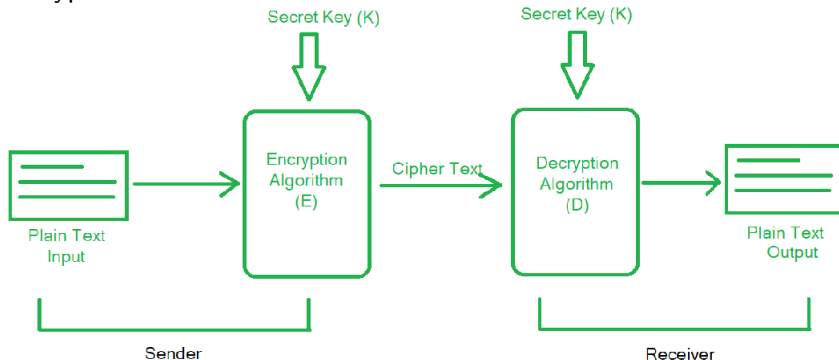 Secret Key (K)
Secret Key (K)
Encryption
Algorithm
(E)
Cipher Text
Decryption
Algorithm
(D)
Plain Text
Input
Plain Text
Output
Sender
Receiver